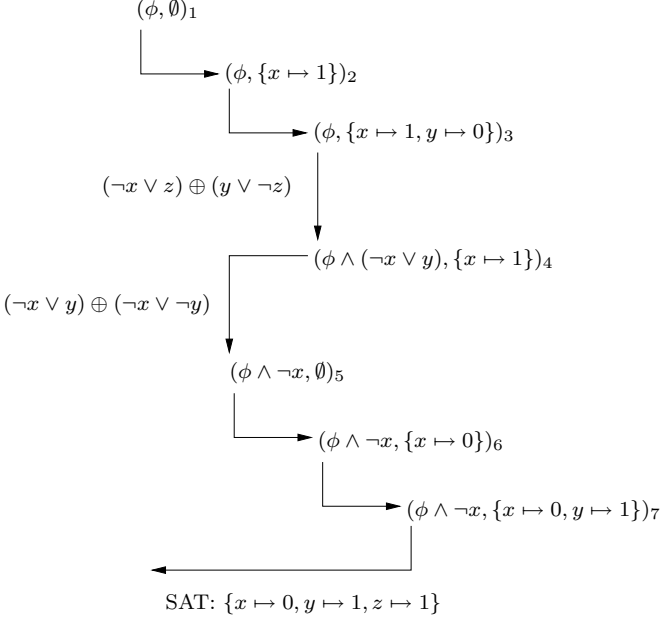 (ϕ, ∅)₁
(ϕ, {x ↦ 1})₂
(ϕ, {x ↦ 1, y ↦ 0})₃
(¬x ∨ z) ⊕ (y ∨ ¬z)
(ϕ ∧ (¬x ∨ y), {x ↦ 1})₄
(¬x ∨ y) ⊕ (¬x ∨ ¬y)
(ϕ ∧ ¬x, ∅)₅
(ϕ ∧ ¬x, {x ↦ 0})₆
(ϕ ∧ ¬x, {x ↦ 0, y ↦ 1})₇
SAT: {x ↦ 0, y ↦ 1, z ↦ 1}